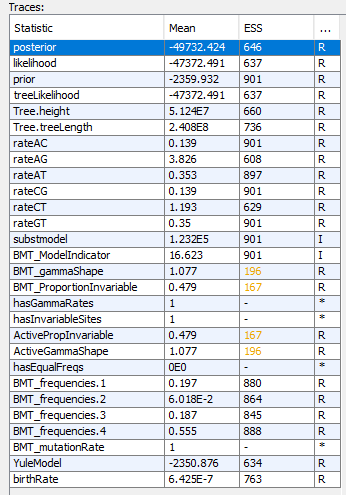 Traces:
Statistic Mean ESS ...
posterior -49732.424 646 R
likelihood -47372.491 637 R
prior -2359.932 901 R
treeLikelihood -47372.491 637 R
Tree.height 5.124E7 660 R
Tree.treeLength 2.408E8 736 R
rateAC 0.139 901 R
rateAG 3.826 608 R
rateAT 0.353 897 R
rateCG 0.139 901 R
rateCT 1.193 629 R
rateGT 0.35 901 R
substmodel 1.232E5 901 I
BMT_ModelIndicator 16.623 901 I
BMT_gammaShape 1.077 196 R
BMT_ProportionInvariable 0.479 167 R
hasGammaRates 1 - *
hasInvariableSites 1 - *
ActivePropInvariable 0.479 167 R
ActiveGammaShape 1.077 196 R
hasEqualFreqs 0E0 - *
BMT_frequencies.1 0.197 880 R
BMT_frequencies.2 6.018E-2 864 R
BMT_frequencies.3 0.187 845 R
BMT_frequencies.4 0.555 888 R
BMT_mutationRate 1 - *
YuleModel -2350.876 634 R
birthRate 6.425E-7 763 R